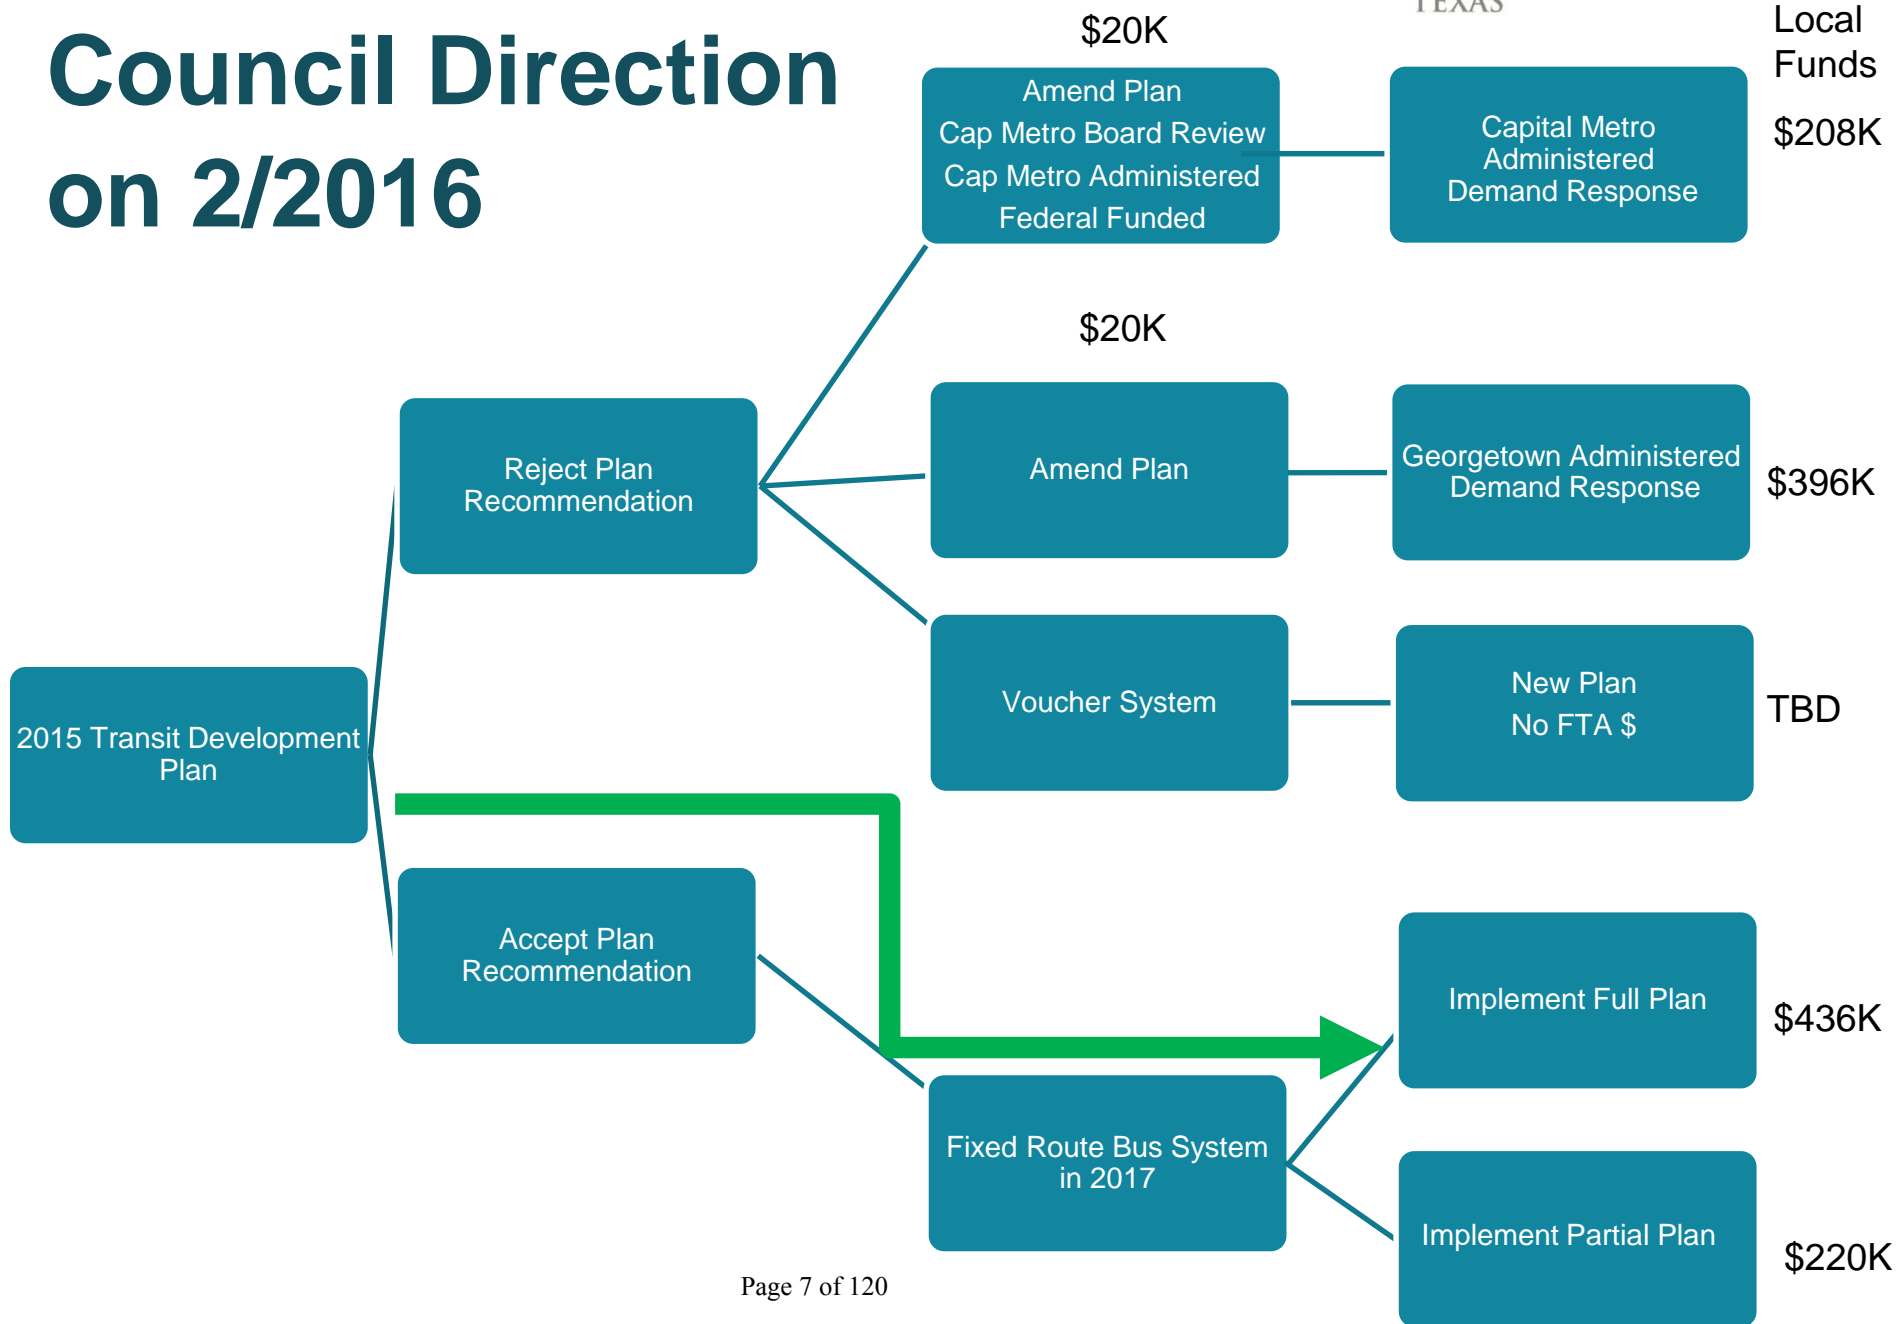 Council Direction
on 2/2016
TEXAS
Local
Funds
$20K
Amend Plan
Cap Metro Board Review
Cap Metro Administered
Federal Funded
Capital Metro
Administered
Demand Response
$208K
$20K
Reject Plan
Recommendation
Amend Plan
Georgetown Administered
Demand Response
$396K
Voucher System
New Plan
No FTA $
TBD
2015 Transit Development
Plan
Accept Plan
Recommendation
Implement Full Plan
$436K
Fixed Route Bus System
in 2017
Implement Partial Plan
$220K
Page 7 of 120